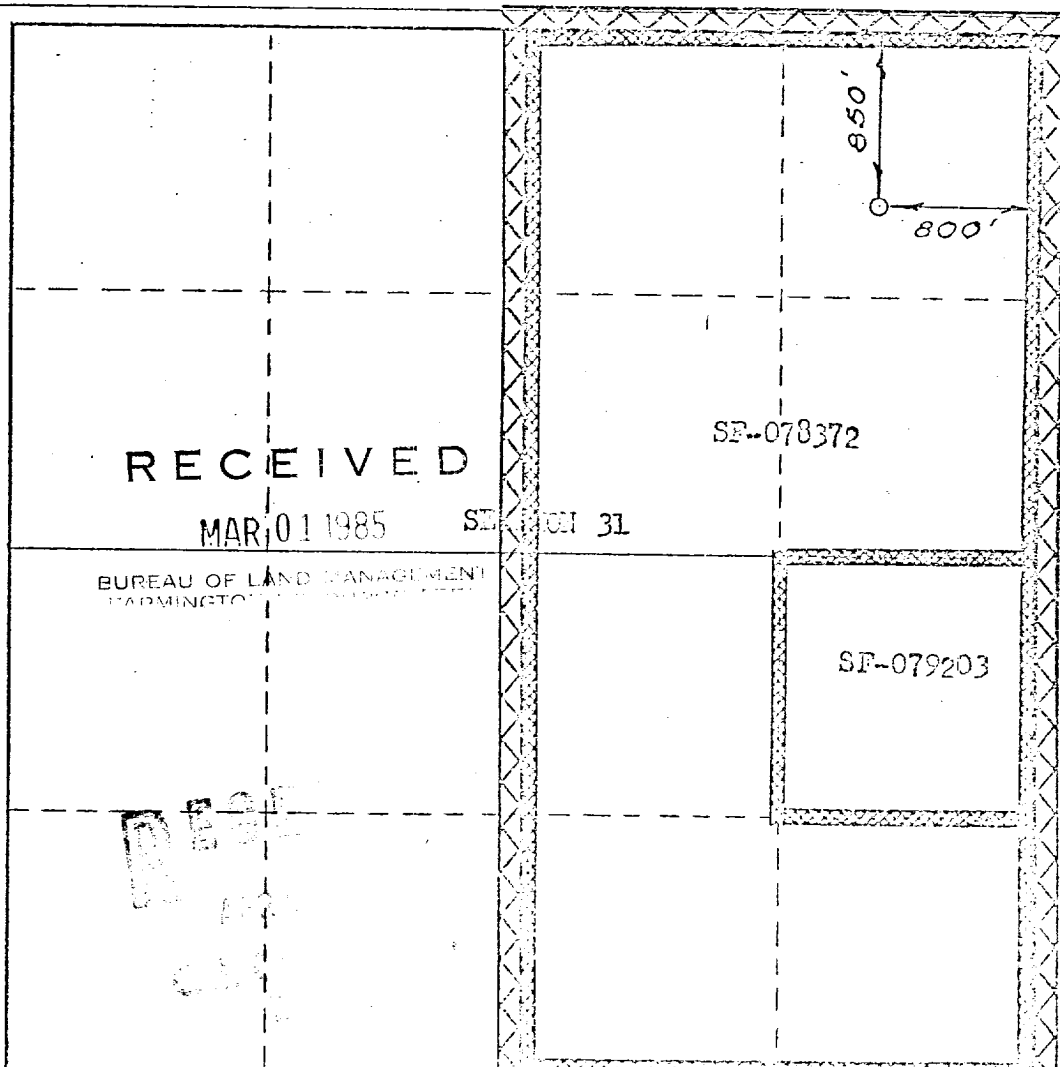 850'
800'
SF-078372
RECEIVED
MAR 01 1985
31
BUREAU OF LAND MANAGEMENT
SF-079203